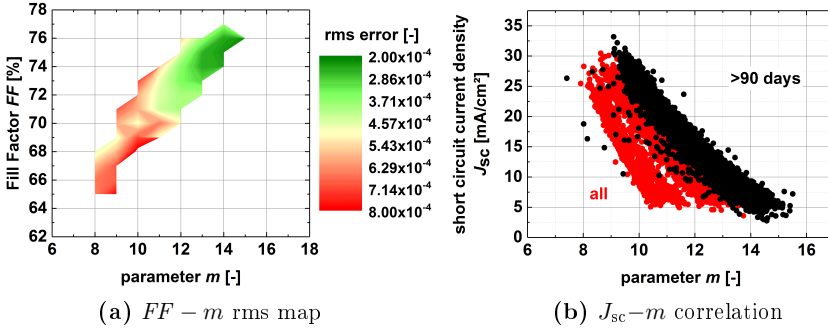 rms error [-]
78
76
74
72
70
68
66
64
62
Fill Factor FF [%]
6 8 10 12 14 16 18
parameter m [-]
2.00x10⁻⁴
2.86x10⁻⁴
3.71x10⁻⁴
4.57x10⁻⁴
5.43x10⁻⁴
6.29x10⁻⁴
7.14x10⁻⁴
8.00x10⁻⁴
(a) FF − m rms map
short circuit current density
J_SC [mA/cm²]
35
30
25
20
15
10
5
0
>90 days
all
6 8 10 12 14 16
parameter m [-]
(b) J_sc−m correlation